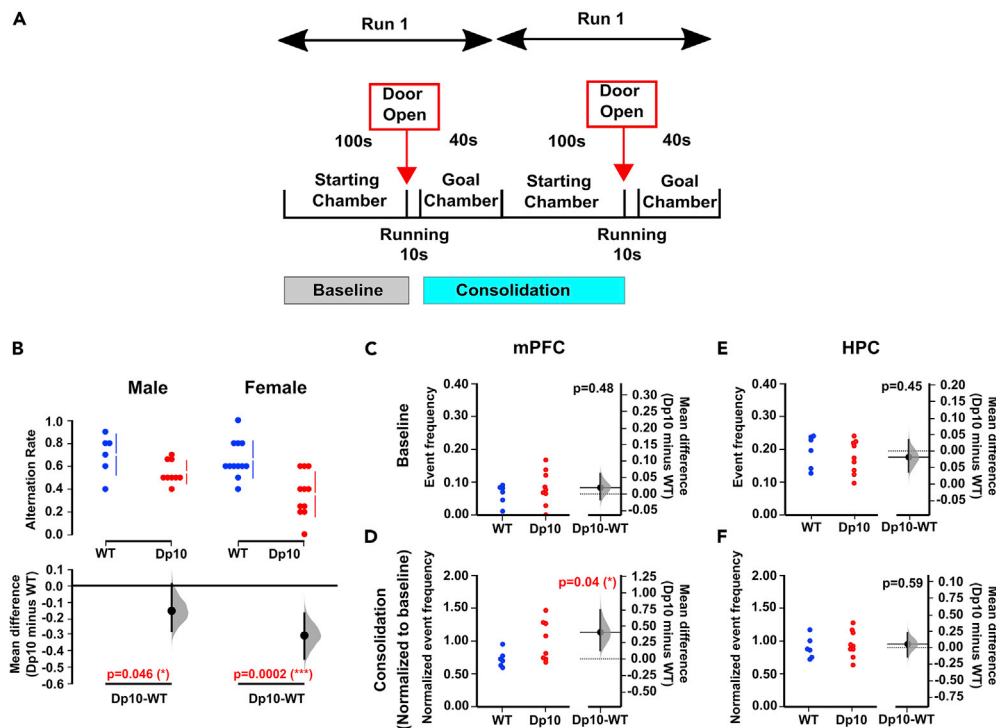 A
Run 1 Run 1
Door Open Door Open
100s 40s 100s 40s
Starting Chamber Goal Chamber Starting Chamber Goal Chamber
Running 10s Running 10s
Baseline Consolidation
B
Male Female
Alternation Rate
1.0
0.8
0.6
0.4
0.2
0.0
WT Dp10 WT Dp10
Mean difference
(Dp10 minus WT)
0.1
0.0
-0.1
-0.2
-0.3
-0.4
-0.5
-0.6
p=0.046 (*) p=0.0002 (***)
Dp10-WT Dp10-WT
C mPFC
Baseline
Event frequency
0.40
0.30
0.20
0.10
0.00
p=0.48
0.30
0.25
0.20
0.15
0.10
0.05
0.00
-0.05
Mean difference
(Dp10 minus WT)
WT Dp10 Dp10-WT
E HPC
Event frequency
0.40
0.30
0.20
0.10
0.00
p=0.45
0.20
0.15
0.10
0.05
0.00
-0.05
-0.10
-0.15
Mean difference
(Dp10 minus WT)
WT Dp10 Dp10-WT
D
Consolidation
(Normalized to baseline)
Normalized event frequency
2.00
1.50
1.00
0.50
0.00
p=0.04 (*)
1.25
1.00
0.75
0.50
0.25
0.00
-0.25
-0.50
Mean difference
(Dp10 minus WT)
WT Dp10 Dp10-WT
F
Normalized event frequency
2.00
1.50
1.00
0.50
0.00
p=0.59
0.10
0.75
0.50
0.25
0.00
-0.25
-0.50
-0.75
Mean difference
(Dp10 minus WT)
WT Dp10 Dp10-WT